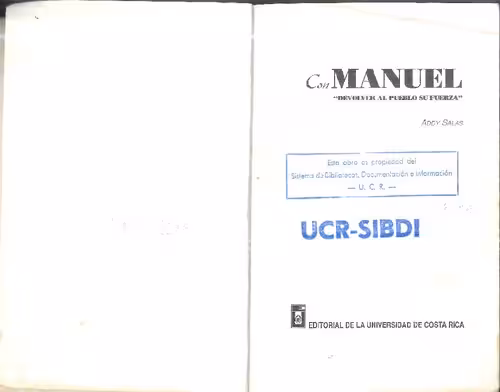 Con MANUEL
"DEVOLVER AL PUEBLO SU FUERZA"
ADDY SALAS
Esta obra es propiedad del
Sistema de Bibliotecas, Documentación e Información
— U. C. R. —
UCR-SIBDI
EDITORIAL DE LA UNIVERSIDAD DE COSTA RICA